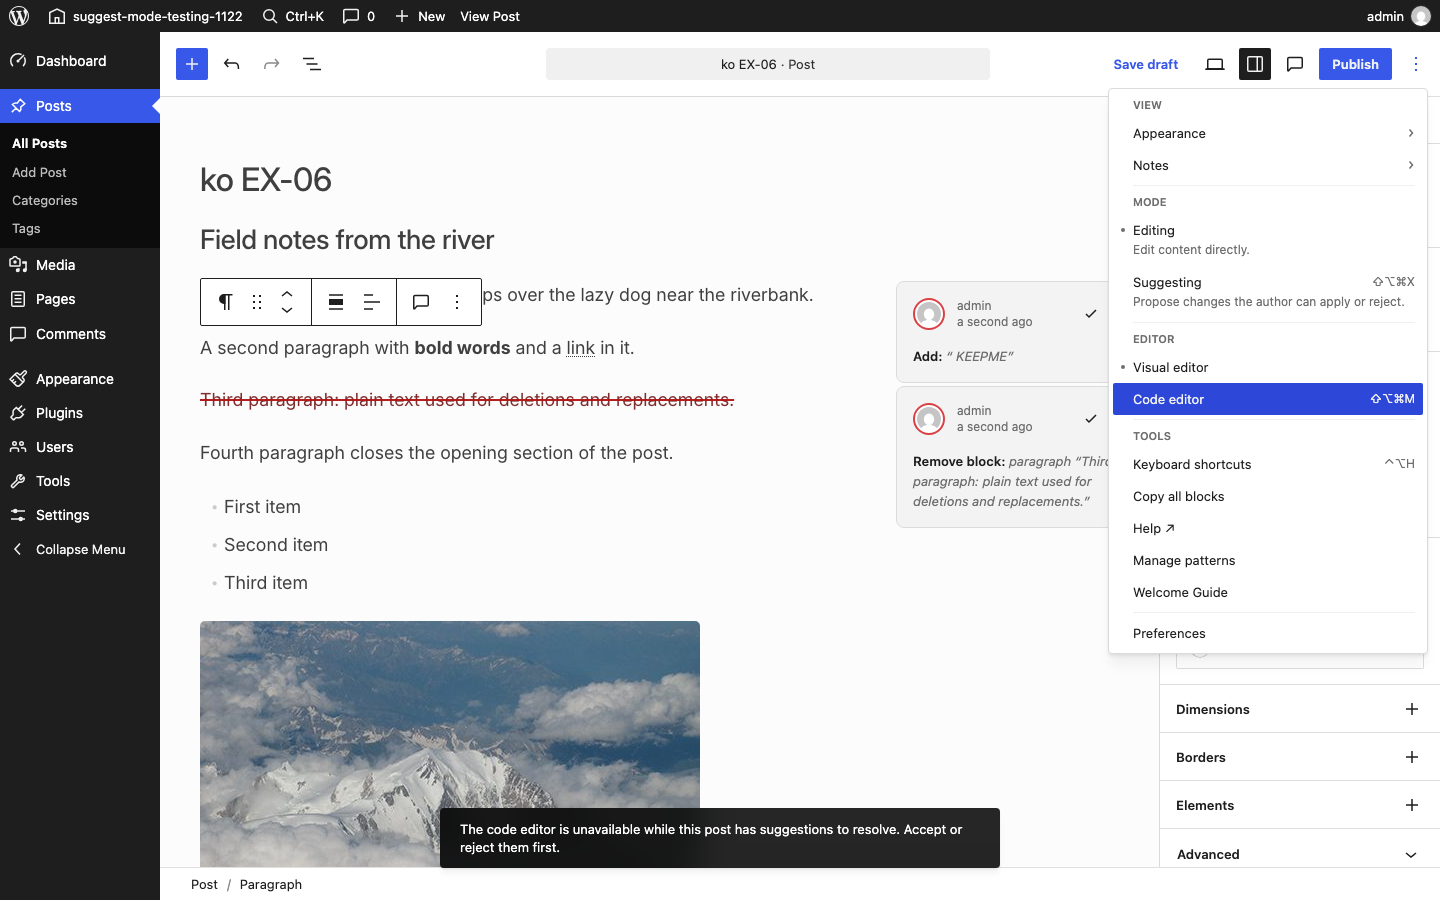 suggest-mode-testing-1122
Ctrl+K
0
New
View Post
admin
Dashboard
Posts
All Posts
Add Post
Categories
Tags
Media
Pages
Comments
Appearance
Plugins
Users
Tools
Settings
Collapse Menu
ko EX-06 · Post
Save draft
Publish
ko EX-06
Field notes from the river
ps over the lazy dog near the riverbank.
A second paragraph with bold words and a link in it.
Third paragraph: plain text used for deletions and replacements.
Fourth paragraph closes the opening section of the post.
First item
Second item
Third item
admin
a second ago
Add: “ KEEPME”
admin
a second ago
Remove block: paragraph “Third
paragraph: plain text used for
deletions and replacements.”
VIEW
Appearance
Notes
MODE
Editing
Edit content directly.
Suggesting ⇧⌥⌘X
Propose changes the author can apply or reject.
EDITOR
Visual editor
Code editor ⇧⌥⌘M
TOOLS
Keyboard shortcuts ⌃⌥H
Copy all blocks
Help ↗
Manage patterns
Welcome Guide
Preferences
Dimensions
Borders
Elements
Advanced
The code editor is unavailable while this post has suggestions to resolve. Accept or
reject them first.
Post / Paragraph